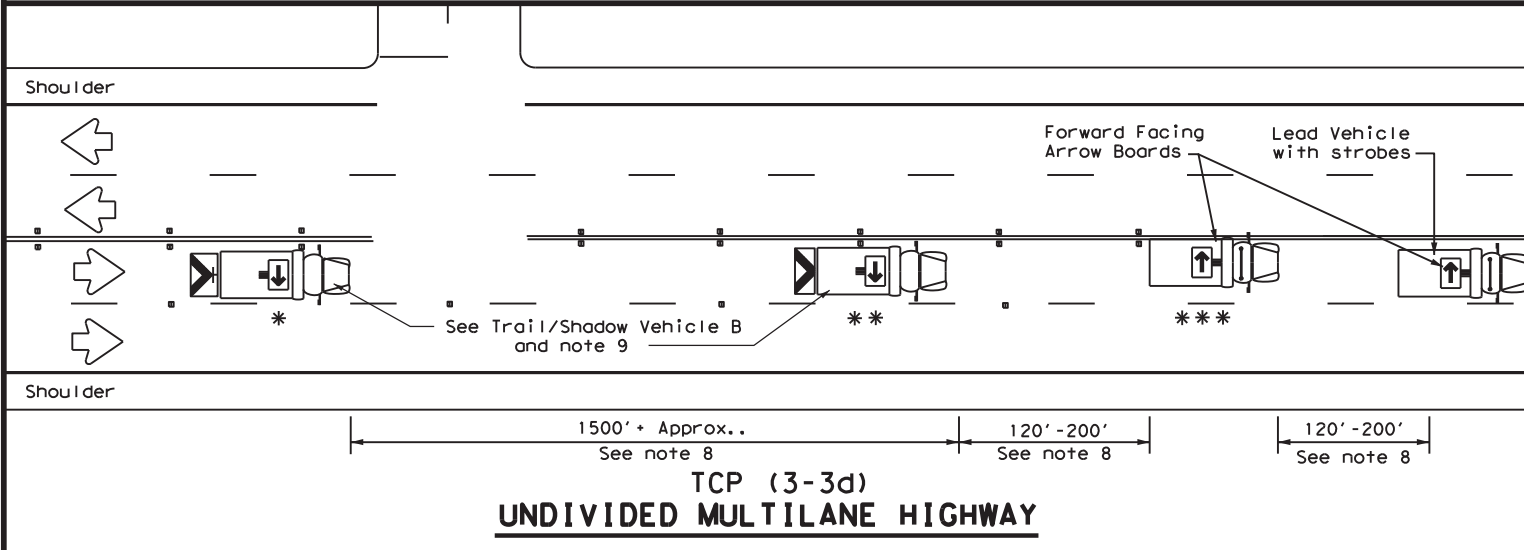 Shoulder
Forward Facing
Arrow Boards
Lead Vehicle
with strobes
*
**
***
See Trail/Shadow Vehicle B
and note 9
Shoulder
1500'+ Approx..
See note 8
120'-200'
See note 8
120'-200'
See note 8
TCP (3-3d)
UNDIVIDED MULTILANE HIGHWAY